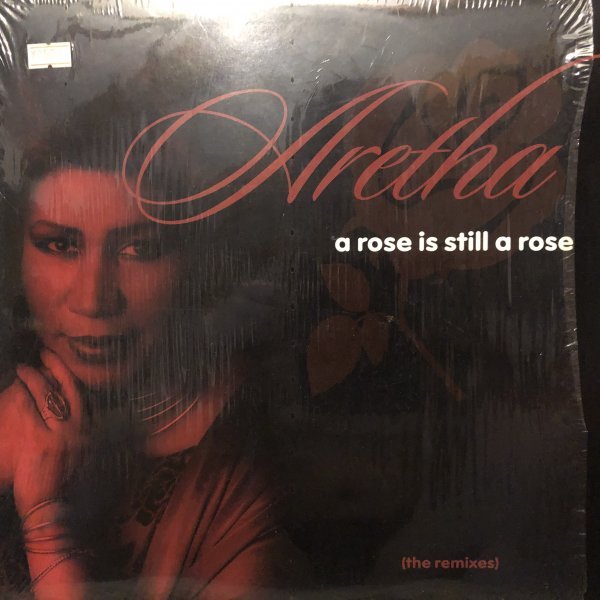 Aretha
a rose is still a rose
(the remixes)